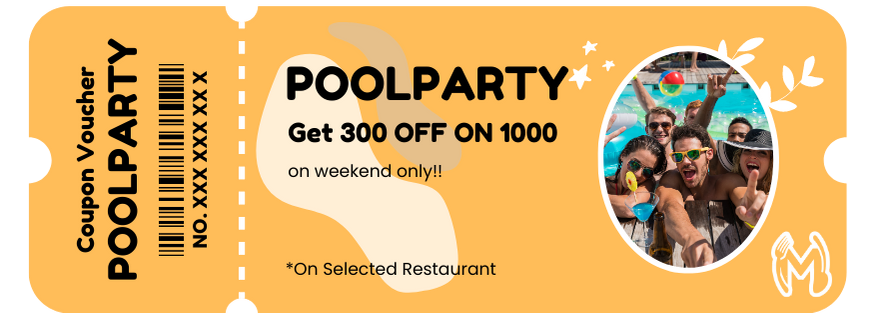 Coupon Voucher
POOLPARTY
NO. XXX XXX XX X
POOLPARTY
Get 300 OFF ON 1000
on weekend only!!
*On Selected Restaurant
M